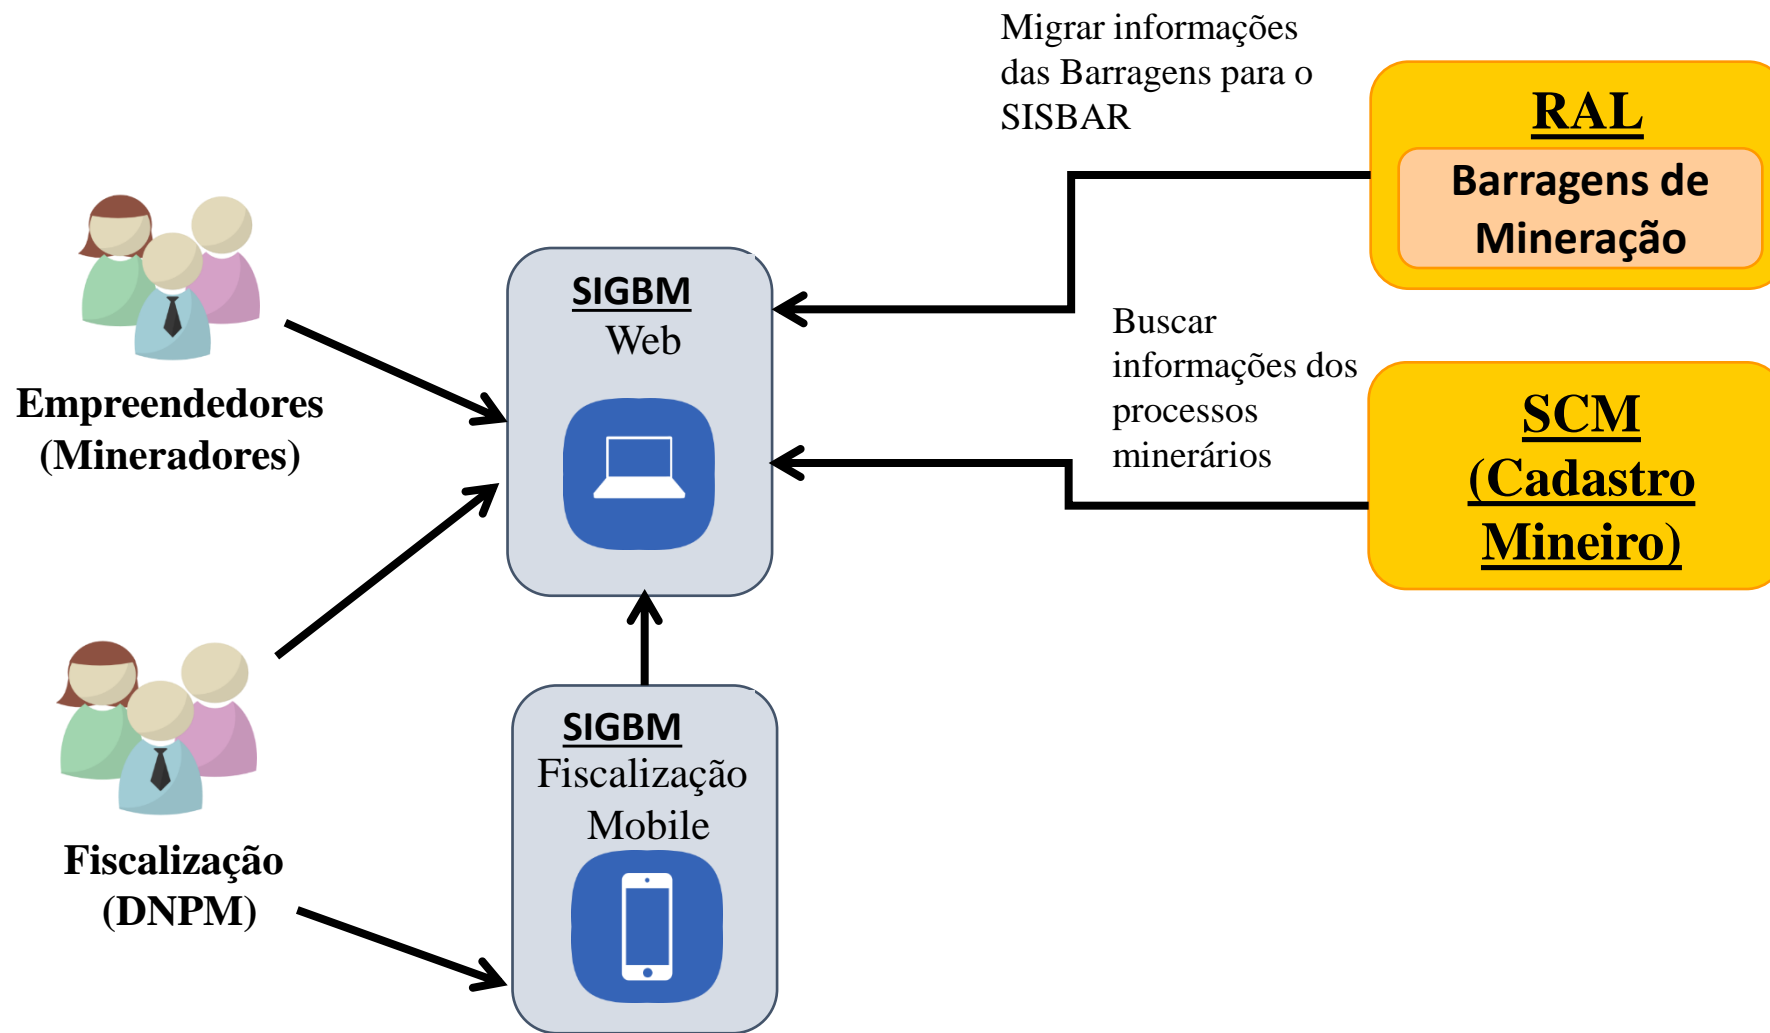 Migrar informações
das Barragens para o
SISBAR
RAL
Barragens de
Mineração
SIGBM
Web
Buscar
informações dos
processos
minerários
Empreendedores
(Mineradores)
SCM
(Cadastro
Mineiro)
SIGBM
Fiscalização
Mobile
Fiscalização
(DNPM)